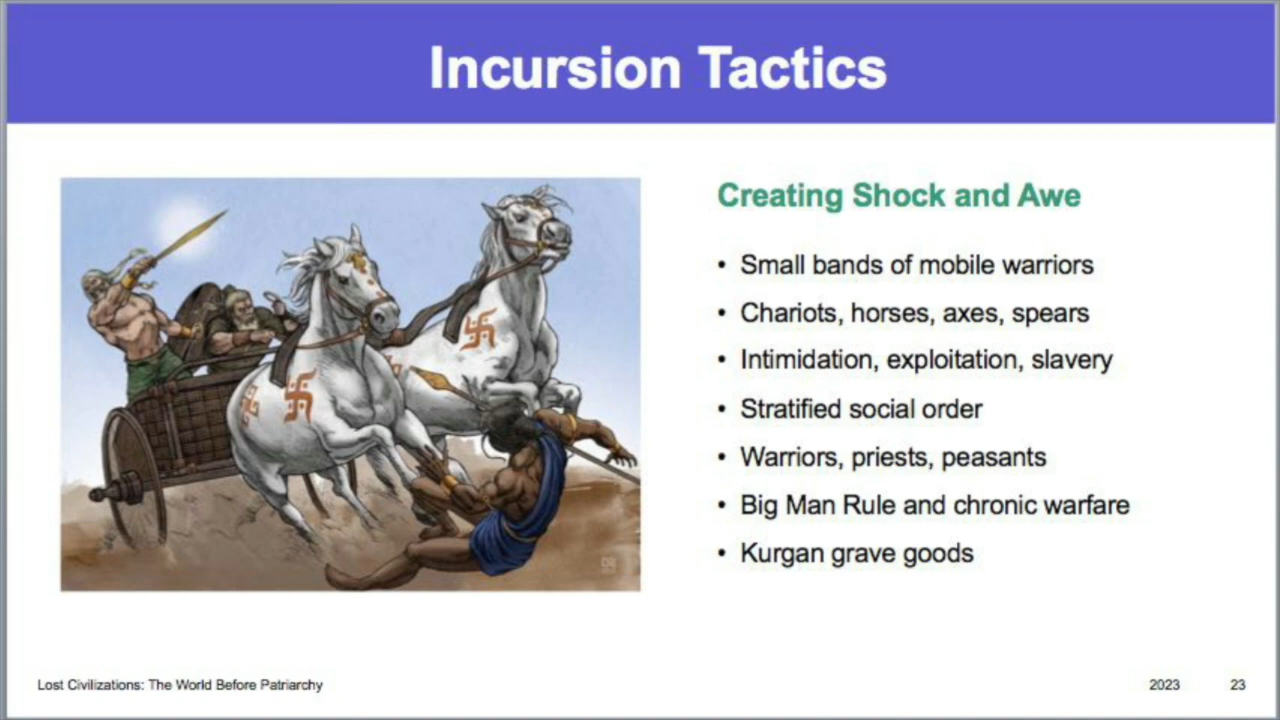 Incursion Tactics
Creating Shock and Awe
• Small bands of mobile warriors
• Chariots, horses, axes, spears
• Intimidation, exploitation, slavery
• Stratified social order
• Warriors, priests, peasants
• Big Man Rule and chronic warfare
• Kurgan grave goods
Lost Civilizations: The World Before Patriarchy
2023 23